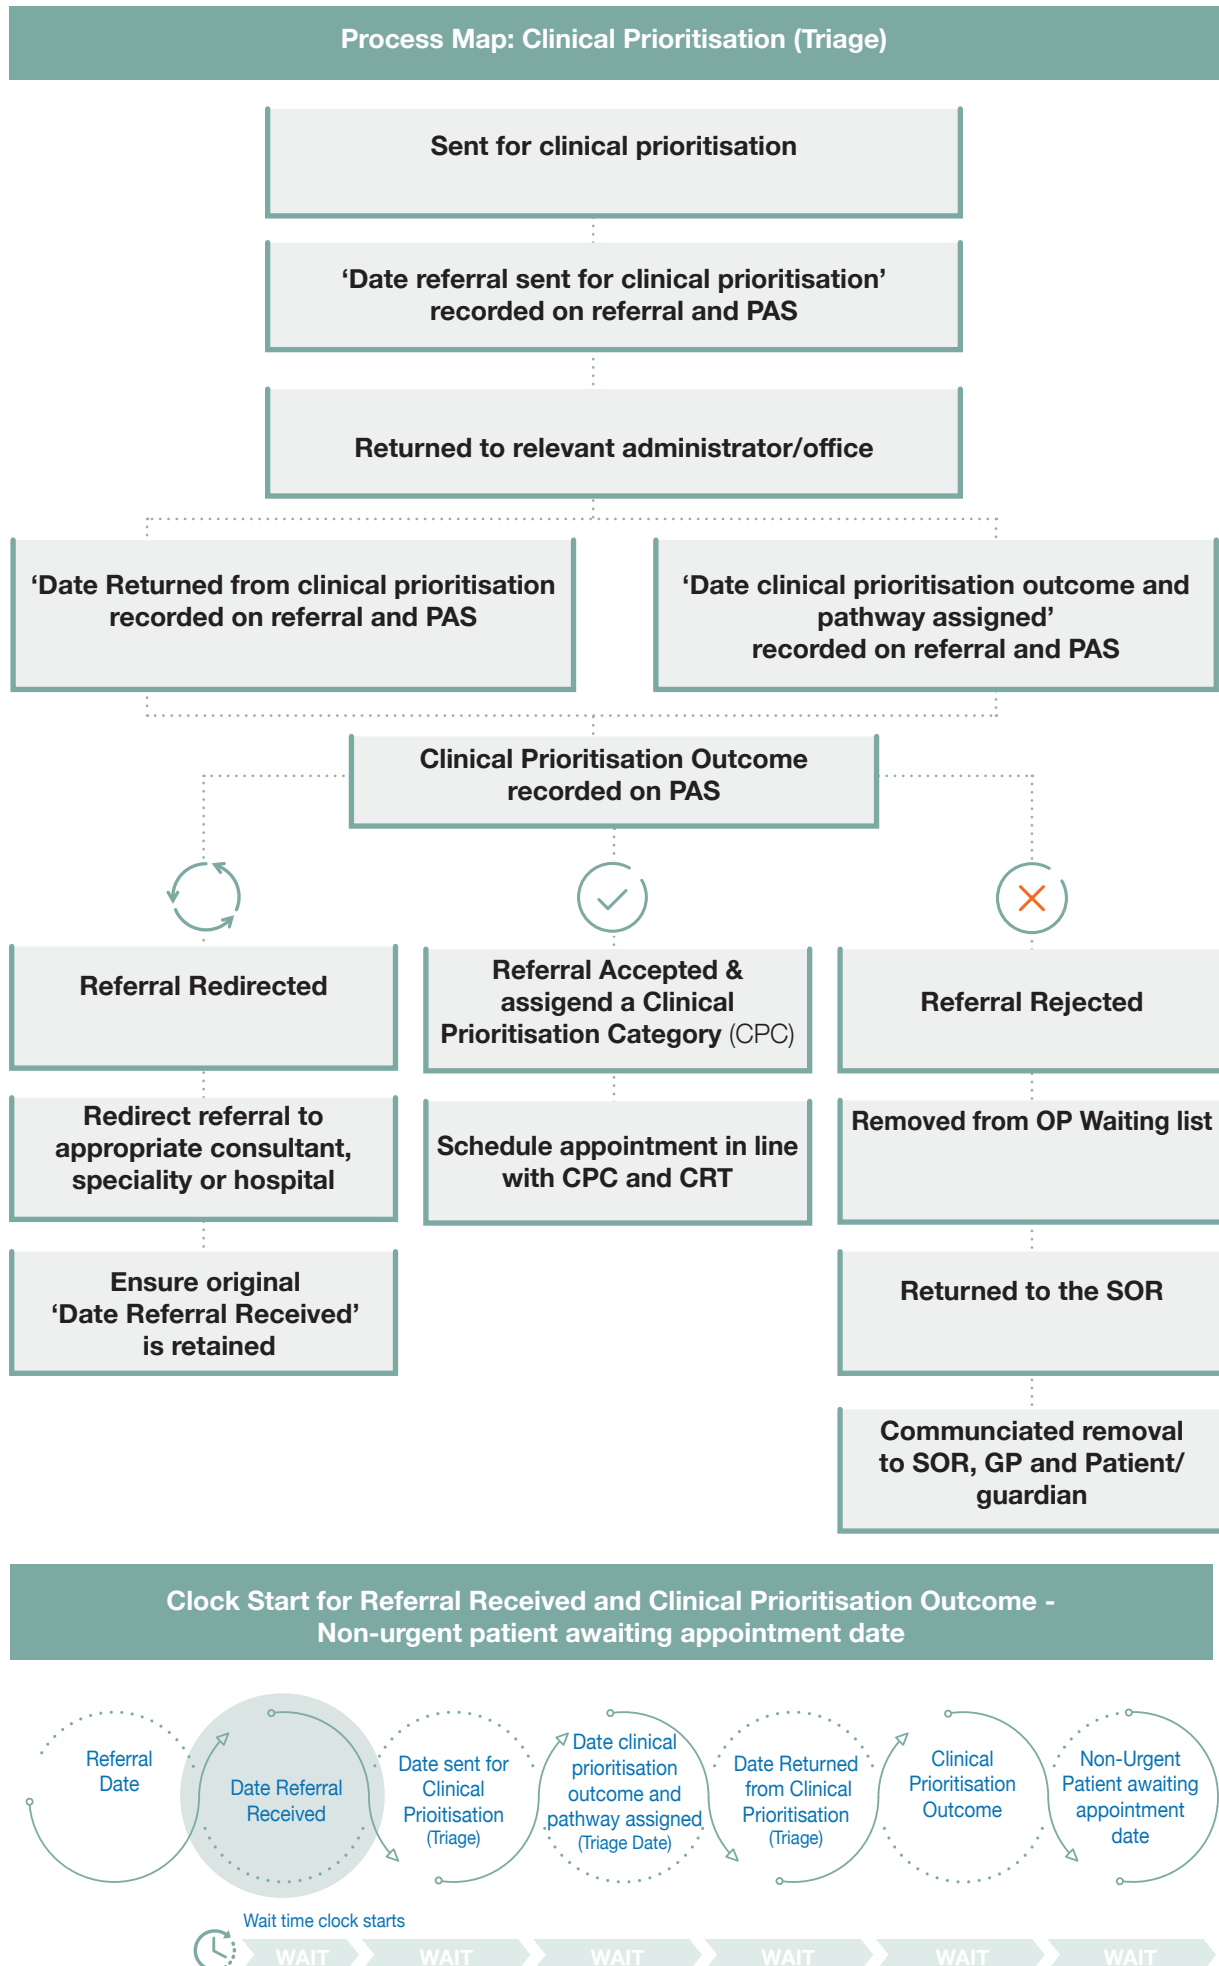 Process Map: Clinical Prioritisation (Triage)
Sent for clinical prioritisation
‘Date referral sent for clinical prioritisation’
recorded on referral and PAS
Returned to relevant administrator/office
‘Date Returned from clinical prioritisation
recorded on referral and PAS
‘Date clinical prioritisation outcome and
pathway assigned’
recorded on referral and PAS
Clinical Prioritisation Outcome
recorded on PAS
Referral Redirected
Redirect referral to
appropriate consultant,
speciality or hospital
Ensure original
‘Date Referral Received’
is retained
Referral Accepted &
assigend a Clinical
Prioritisation Category (CPC)
Schedule appointment in line
with CPC and CRT
Referral Rejected
Removed from OP Waiting list
Returned to the SOR
Communciated removal
to SOR, GP and Patient/
guardian
Clock Start for Referral Received and Clinical Prioritisation Outcome -
Non-urgent patient awaiting appointment date
Referral
Date
Date Referral
Received
Date sent for
Clinical
Prioitisation
(Triage)
Date clinical
prioritisation
outcome and
pathway assigned
(Triage Date)
Date Returned
from Clinical
Prioritisation
(Triage)
Clinical
Prioritisation
Outcome
Non-Urgent
Patient awaiting
appointment
date
Wait time clock starts
WAIT
WAIT
WAIT
WAIT
WAIT
WAIT